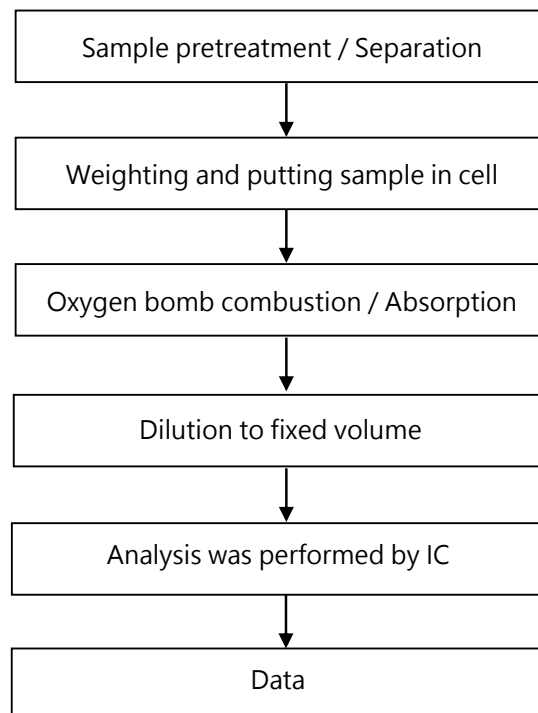 Sample pretreatment / Separation
Weighting and putting sample in cell
Oxygen bomb combustion / Absorption
Dilution to fixed volume
Analysis was performed by IC
Data